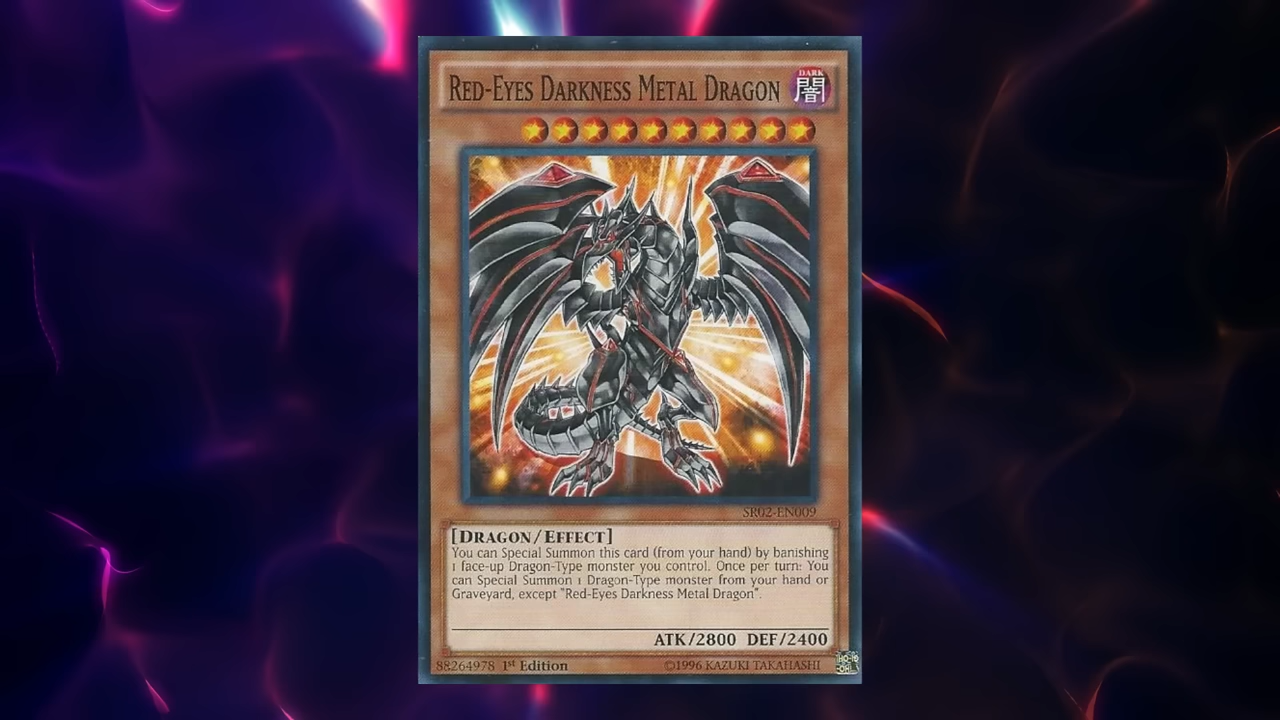 RED-EYES DARKNESS METAL DRAGON
DARK
闇
SR02-EN009
[DRAGON/EFFECT]
You can Special Summon this card (from your hand) by banishing
1 face-up Dragon-Type monster you control. Once per turn: You
can Special Summon 1 Dragon-Type monster from your hand or
Graveyard, except "Red-Eyes Darkness Metal Dragon".
ATK/2800 DEF/2400
88264978 1st Edition ©1996 KAZUKI TAKAHASHI